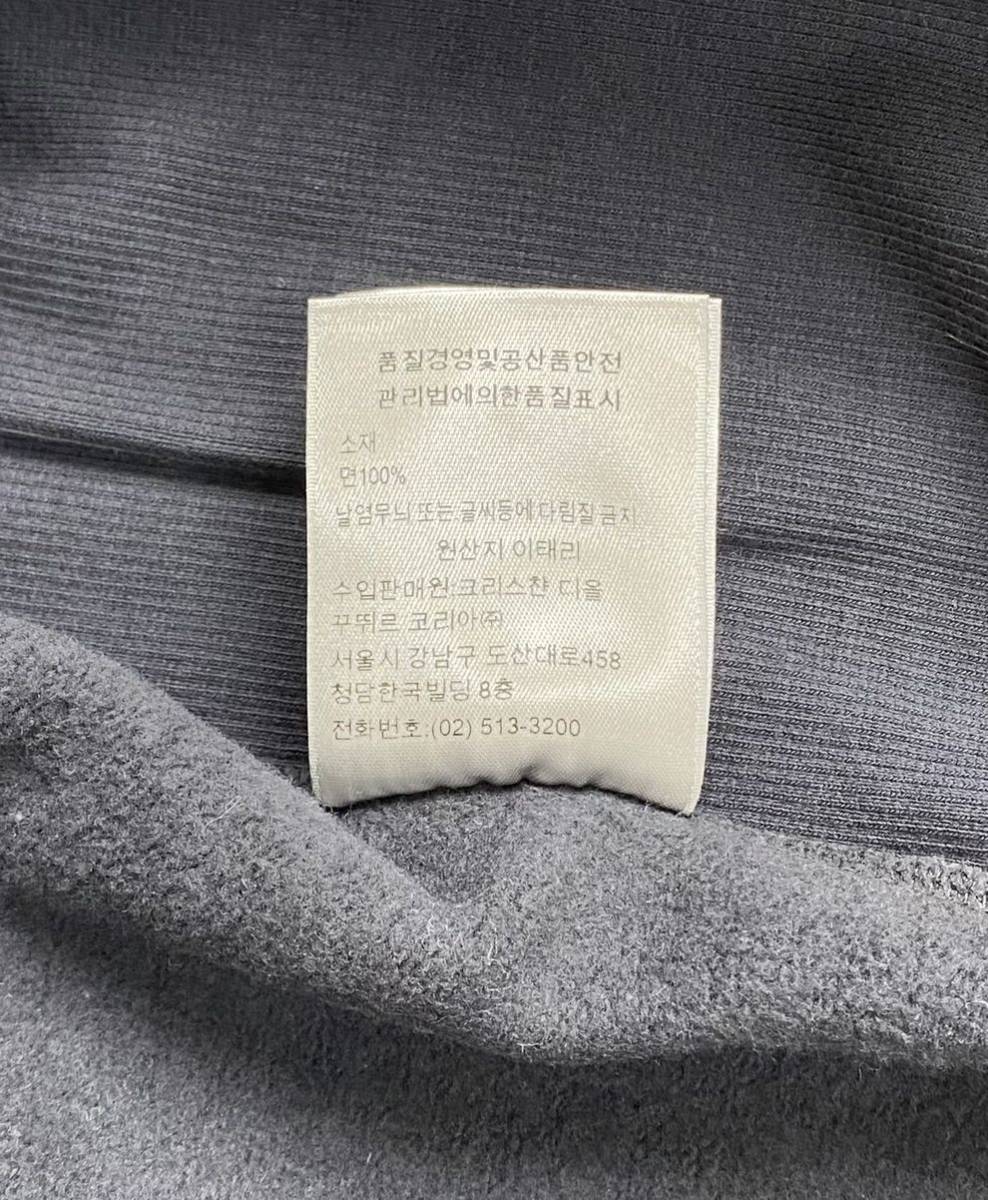 품질경영및공산품안전
관리법에의한품질표시
소재
면100%
날염무늬 또는 글씨등에 다림질 금지
원산지 이태리
수입판매원:크리스챤 디올
꾸뛰르 코리아㈜
서울시 강남구 도산대로458
청담한국빌딩 8층
전화번호:(02) 513-3200